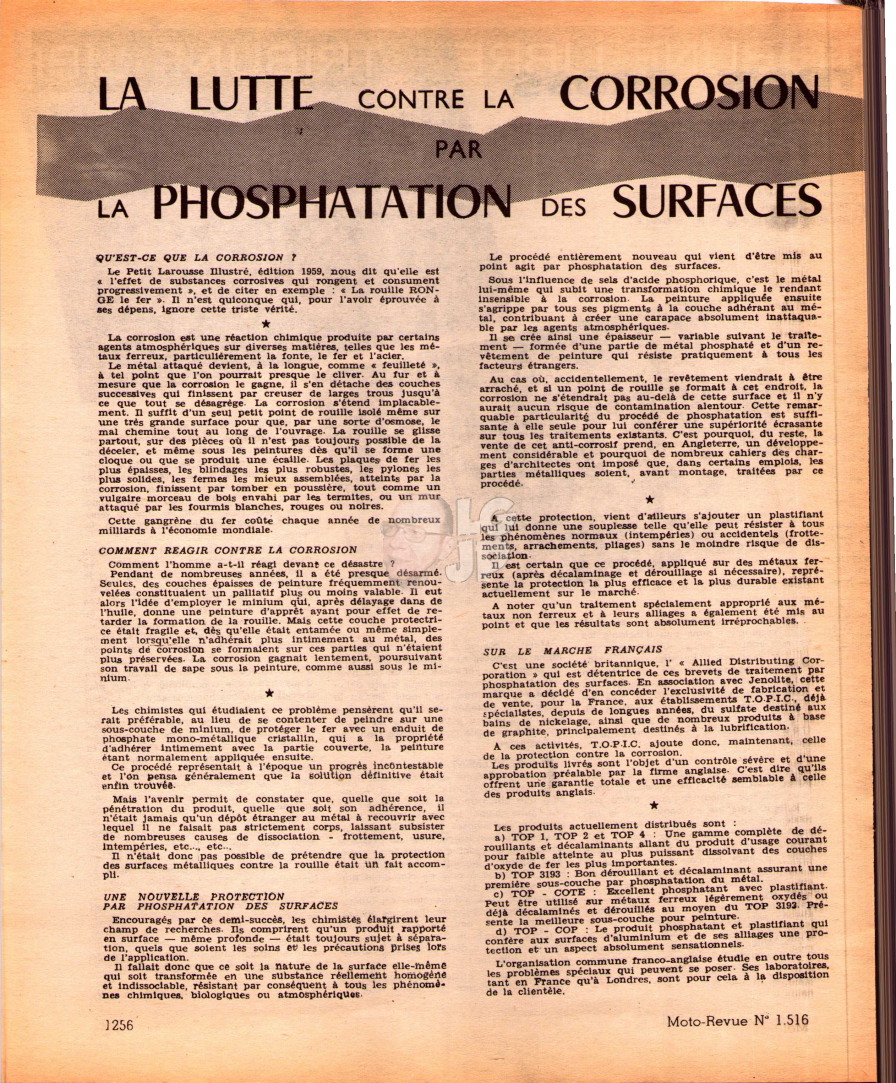 LA LUTTE CONTRE LA CORROSION
PAR
LA PHOSPHATATION DES SURFACES
QU'EST-CE QUE LA CORROSION ?
Le Petit Larousse Illustré, édition 1959, nous dit qu'elle est
« l'effet de substances corrosives qui rongent et consument
progressivement », et de citer en exemple : « La rouille RON-
GE le fer ». Il n'est quiconque qui, pour l'avoir éprouvée à
ses dépens, ignore cette triste vérité.
★
La corrosion est une réaction chimique produite par certains
agents atmosphériques sur diverses matières, telles que les mé-
taux ferreux, particulièrement la fonte, le fer et l'acier.
Le métal attaqué devient, à la longue, comme « feuilleté »,
à tel point que l'on pourrait presque le cliver. Au fur et à
mesure que la corrosion le gagne, il s'en détache des couches
successives qui finissent par creuser de larges trous jusqu'à
ce que tout se désagrège. La corrosion s'étend implacable-
ment. Il suffit d'un seul petit point de rouille isolé même sur
une très grande surface pour que, par une sorte d'osmose, le
mal chemine tout au long de l'ouvrage. La rouille se glisse
partout, sur des pièces où il n'est pas toujours possible de la
déceler, et même sous les peintures dès qu'il se forme une
cloque ou que se produit une écaille. Les plaques de fer les
plus épaisses, les blindages les plus robustes, les pylones les
plus solides, les fermes les mieux assemblées, atteints par la
corrosion, finissent par tomber en poussière, tout comme un
vulgaire morceau de bois envahi par les termites, ou un mur
attaqué par les fourmis blanches, rouges ou noires.
Cette gangrène du fer coûte chaque année de nombreux
milliards à l'économie mondiale.
COMMENT REAGIR CONTRE LA CORROSION
Comment l'homme a-t-il réagi devant ce désastre ?
Pendant de nombreuses années, il a été presque désarmé.
Seules, des couches épaisses de peinture fréquemment renou-
velées constituaient un palliatif plus ou moins valable. Il eut
alors l'idée d'employer le minium qui, après délayage dans de
l'huile, donne une peinture d'apprêt ayant pour effet de re-
tarder la formation de la rouille. Mais cette couche protectri-
ce était fragile et, dès qu'elle était entamée ou même simple-
ment lorsqu'elle n'adhérait plus intimement au métal, des
points de corrosion se formaient sur ces parties qui n'étaient
plus préservées. La corrosion gagnait lentement, poursuivant
son travail de sape sous la peinture, comme aussi sous le mi-
nium.
★
Les chimistes qui étudiaient ce problème pensèrent qu'il se-
rait préférable, au lieu de se contenter de peindre sur une
sous-couche de minium, de protéger le fer avec un enduit de
phosphate mono-métallique cristallin, qui a la propriété
d'adhérer intimement avec la partie couverte, la peinture
étant normalement appliquée ensuite.
Ce procédé représentait à l'époque un progrès incontestable
et l'on pensa généralement que la solution définitive était
enfin trouvée.
Mais l'avenir permit de constater que, quelle que soit la
pénétration du produit, quelle que soit son adhérence, il
n'était jamais qu'un dépôt étranger au métal à recouvrir avec
lequel il ne faisait pas strictement corps, laissant subsister
de nombreuses causes de dissociation - frottement, usure,
intempéries, etc..., etc...
Il n'était donc pas possible de prétendre que la protection
des surfaces métalliques contre la rouille était un fait accom-
pli.
UNE NOUVELLE PROTECTION
PAR PHOSPHATATION DES SURFACES
Encouragés par ce demi-succès, les chimistes élargirent leur
champ de recherches. Ils comprirent qu'un produit rapporté
en surface — même profonde — était toujours sujet à sépara-
tion, quels que soient les soins et les précautions prises lors
de l'application.
Il fallait donc que ce soit la nature de la surface elle-même
qui soit transformée en une substance réellement homogène
et indissociable, résistant par conséquent à tous les phénomè-
nes chimiques, biologiques ou atmosphériques.
Le procédé entièrement nouveau qui vient d'être mis au
point agit par phosphatation des surfaces.
Sous l'influence de sels d'acide phosphorique, c'est le métal
lui-même qui subit une transformation chimique le rendant
insensible à la corrosion. La peinture appliquée ensuite
s'agrippe par tous ses pigments à la couche adhérant au mé-
tal, contribuant à créer une carapace absolument inattaqua-
ble par les agents atmosphériques.
Il se crée ainsi une épaisseur — variable suivant le traite-
ment — formée d'une partie de métal phosphaté et d'un re-
vêtement de peinture qui résiste pratiquement à tous les
facteurs étrangers.
Au cas où, accidentellement, le revêtement viendrait à être
arraché, et si un point de rouille se formait à cet endroit, la
corrosion ne s'étendrait pas au-delà de cette surface et il n'y
aurait aucun risque de contamination alentour. Cette remar-
quable particularité du procédé de phosphatation est suffi-
sante à elle seule pour lui conférer une supériorité écrasante
sur tous les traitements existants. C'est pourquoi, du reste, la
vente de cet anti-corrosif prend, en Angleterre, un développe-
ment considérable et pourquoi de nombreux cahiers des char-
ges d'architectes ont imposé que, dans certains emplois, les
parties métalliques soient, avant montage, traitées par ce
procédé.
★
A cette protection, vient d'ailleurs s'ajouter un plastifiant
qui lui donne une souplesse telle qu'elle peut résister à tous
les phénomènes normaux (intempéries) ou accidentels (frotte-
ments, arrachements, pliages) sans le moindre risque de dis-
sociation.
Il est certain que ce procédé, appliqué sur des métaux fer-
reux (après décalaminage et dérouillage si nécessaire), repré-
sente la protection la plus efficace et la plus durable existant
actuellement sur le marché.
A noter qu'un traitement spécialement approprié aux mé-
taux non ferreux et à leurs alliages a également été mis au
point et que les résultats sont absolument irréprochables.
SUR LE MARCHE FRANÇAIS
C'est une société britannique, l' « Allied Distributing Cor-
poration » qui est détentrice de ces brevets de traitement par
phosphatation des surfaces. En association avec Jenolite, cette
marque a décidé d'en concéder l'exclusivité de fabrication et
de vente, pour la France, aux établissements T.O.P.I.C., déjà
spécialistes, depuis de longues années, du sulfate destiné aux
bains de nickelage, ainsi que de nombreux produits à base
de graphite, principalement destinés à la lubrification.
A ces activités, T.O.P.I.C. ajoute donc, maintenant, celle
de la protection contre la corrosion.
Les produits livrés sont l'objet d'un contrôle sévère et d'une
approbation préalable par la firme anglaise. C'est dire qu'ils
offrent une garantie totale et une efficacité semblable à celle
des produits anglais.
★
Les produits actuellement distribués sont :
a) TOP 1, TOP 2 et TOP 4 : Une gamme complète de dé-
rouillants et décalaminants allant du produit d'usage courant
pour faible atteinte au plus puissant dissolvant des couches
d'oxyde de fer les plus importantes.
b) TOP 3193 : Bon dérouillant et décalaminant assurant une
première sous-couche par phosphatation du métal.
c) TOP - COTE : Excellent phosphatant avec plastifiant.
Peut être utilisé sur métaux ferreux légèrement oxydés ou
déjà décalaminés et dérouillés au moyen du TOP 3193. Pré-
sente la meilleure sous-couche pour peinture.
d) TOP - COP : Le produit phosphatant et plastifiant qui
confère aux surfaces d'aluminium et de ses alliages une pro-
tection et un aspect absolument sensationnels.
L'organisation commune franco-anglaise étudie en outre tous
les problèmes spéciaux qui peuvent se poser. Ses laboratoires,
tant en France qu'à Londres, sont pour cela à la disposition
de la clientèle.
1256
Moto-Revue N° 1.516